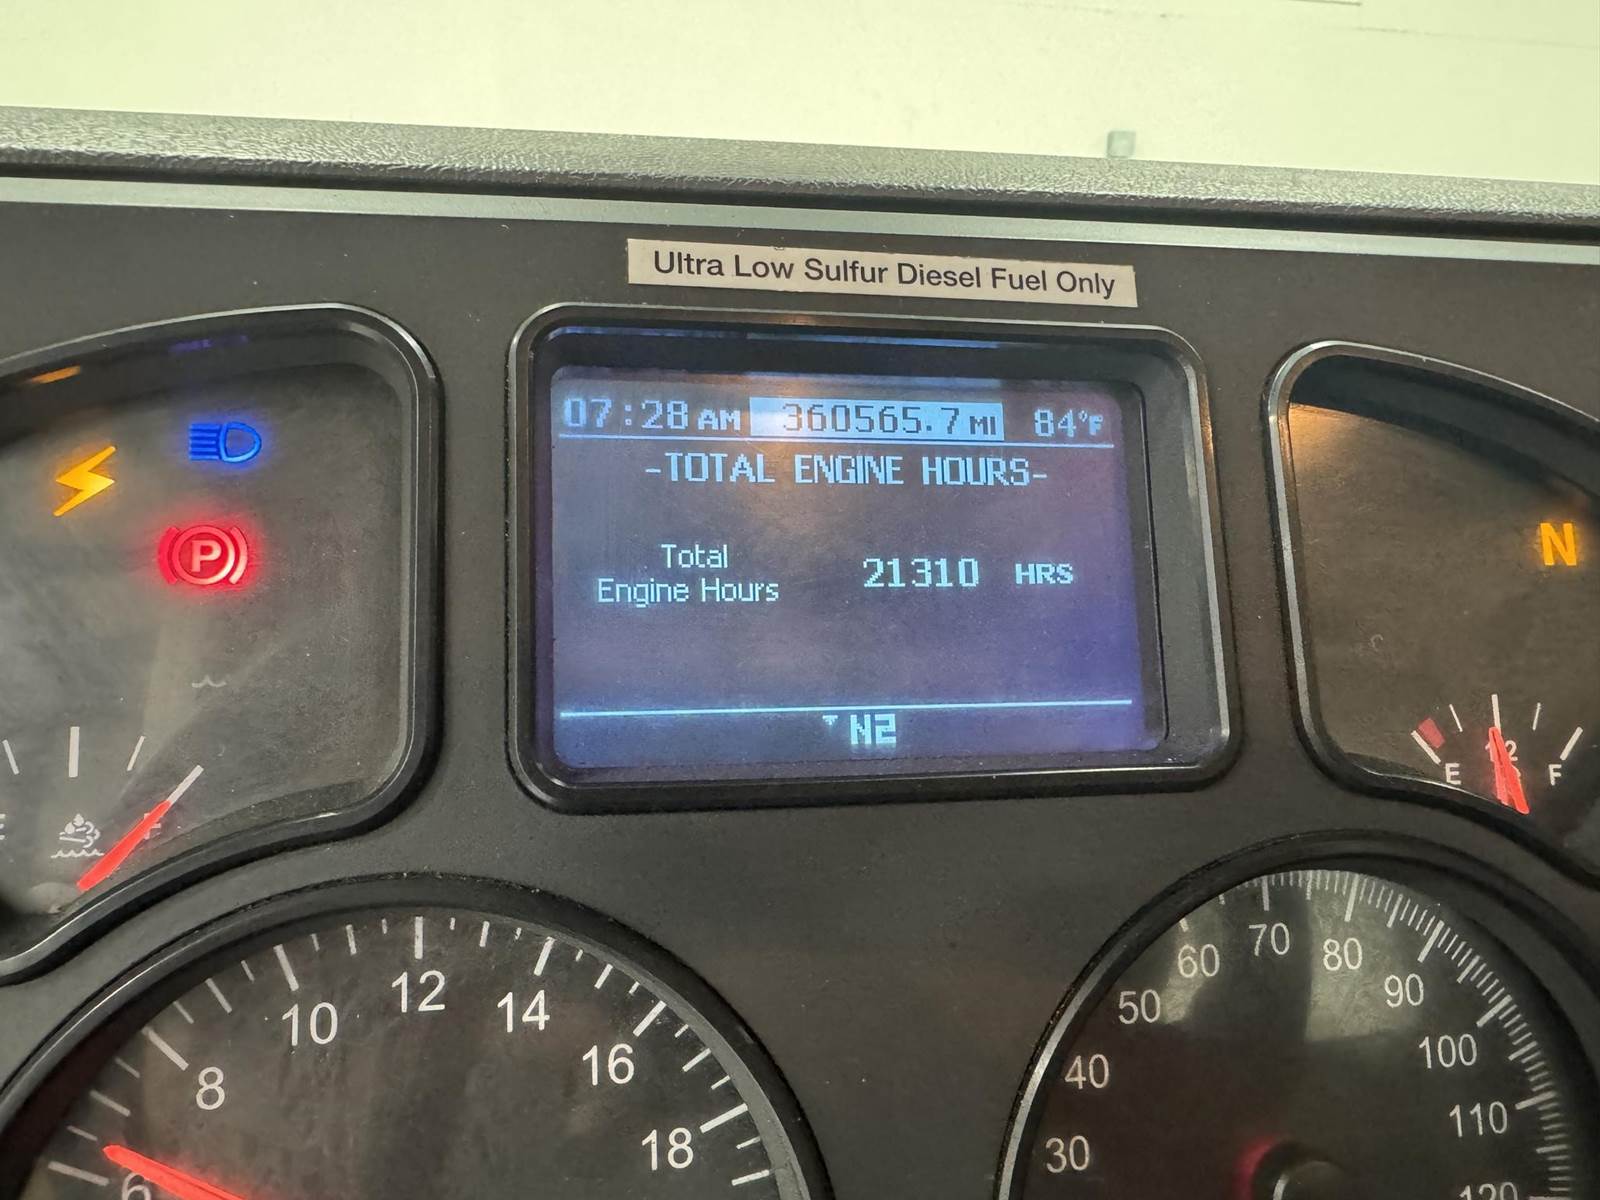 Ultra Low Sulfur Diesel Fuel Only
07:28 AM 360565.7 MI 84°F
-TOTAL ENGINE HOURS-
Total
Engine Hours
21310 HRS
N2
P
N
E
F
E
F
6
8
10
12
14
16
18
30
40
50
60
70
80
90
100
110
120